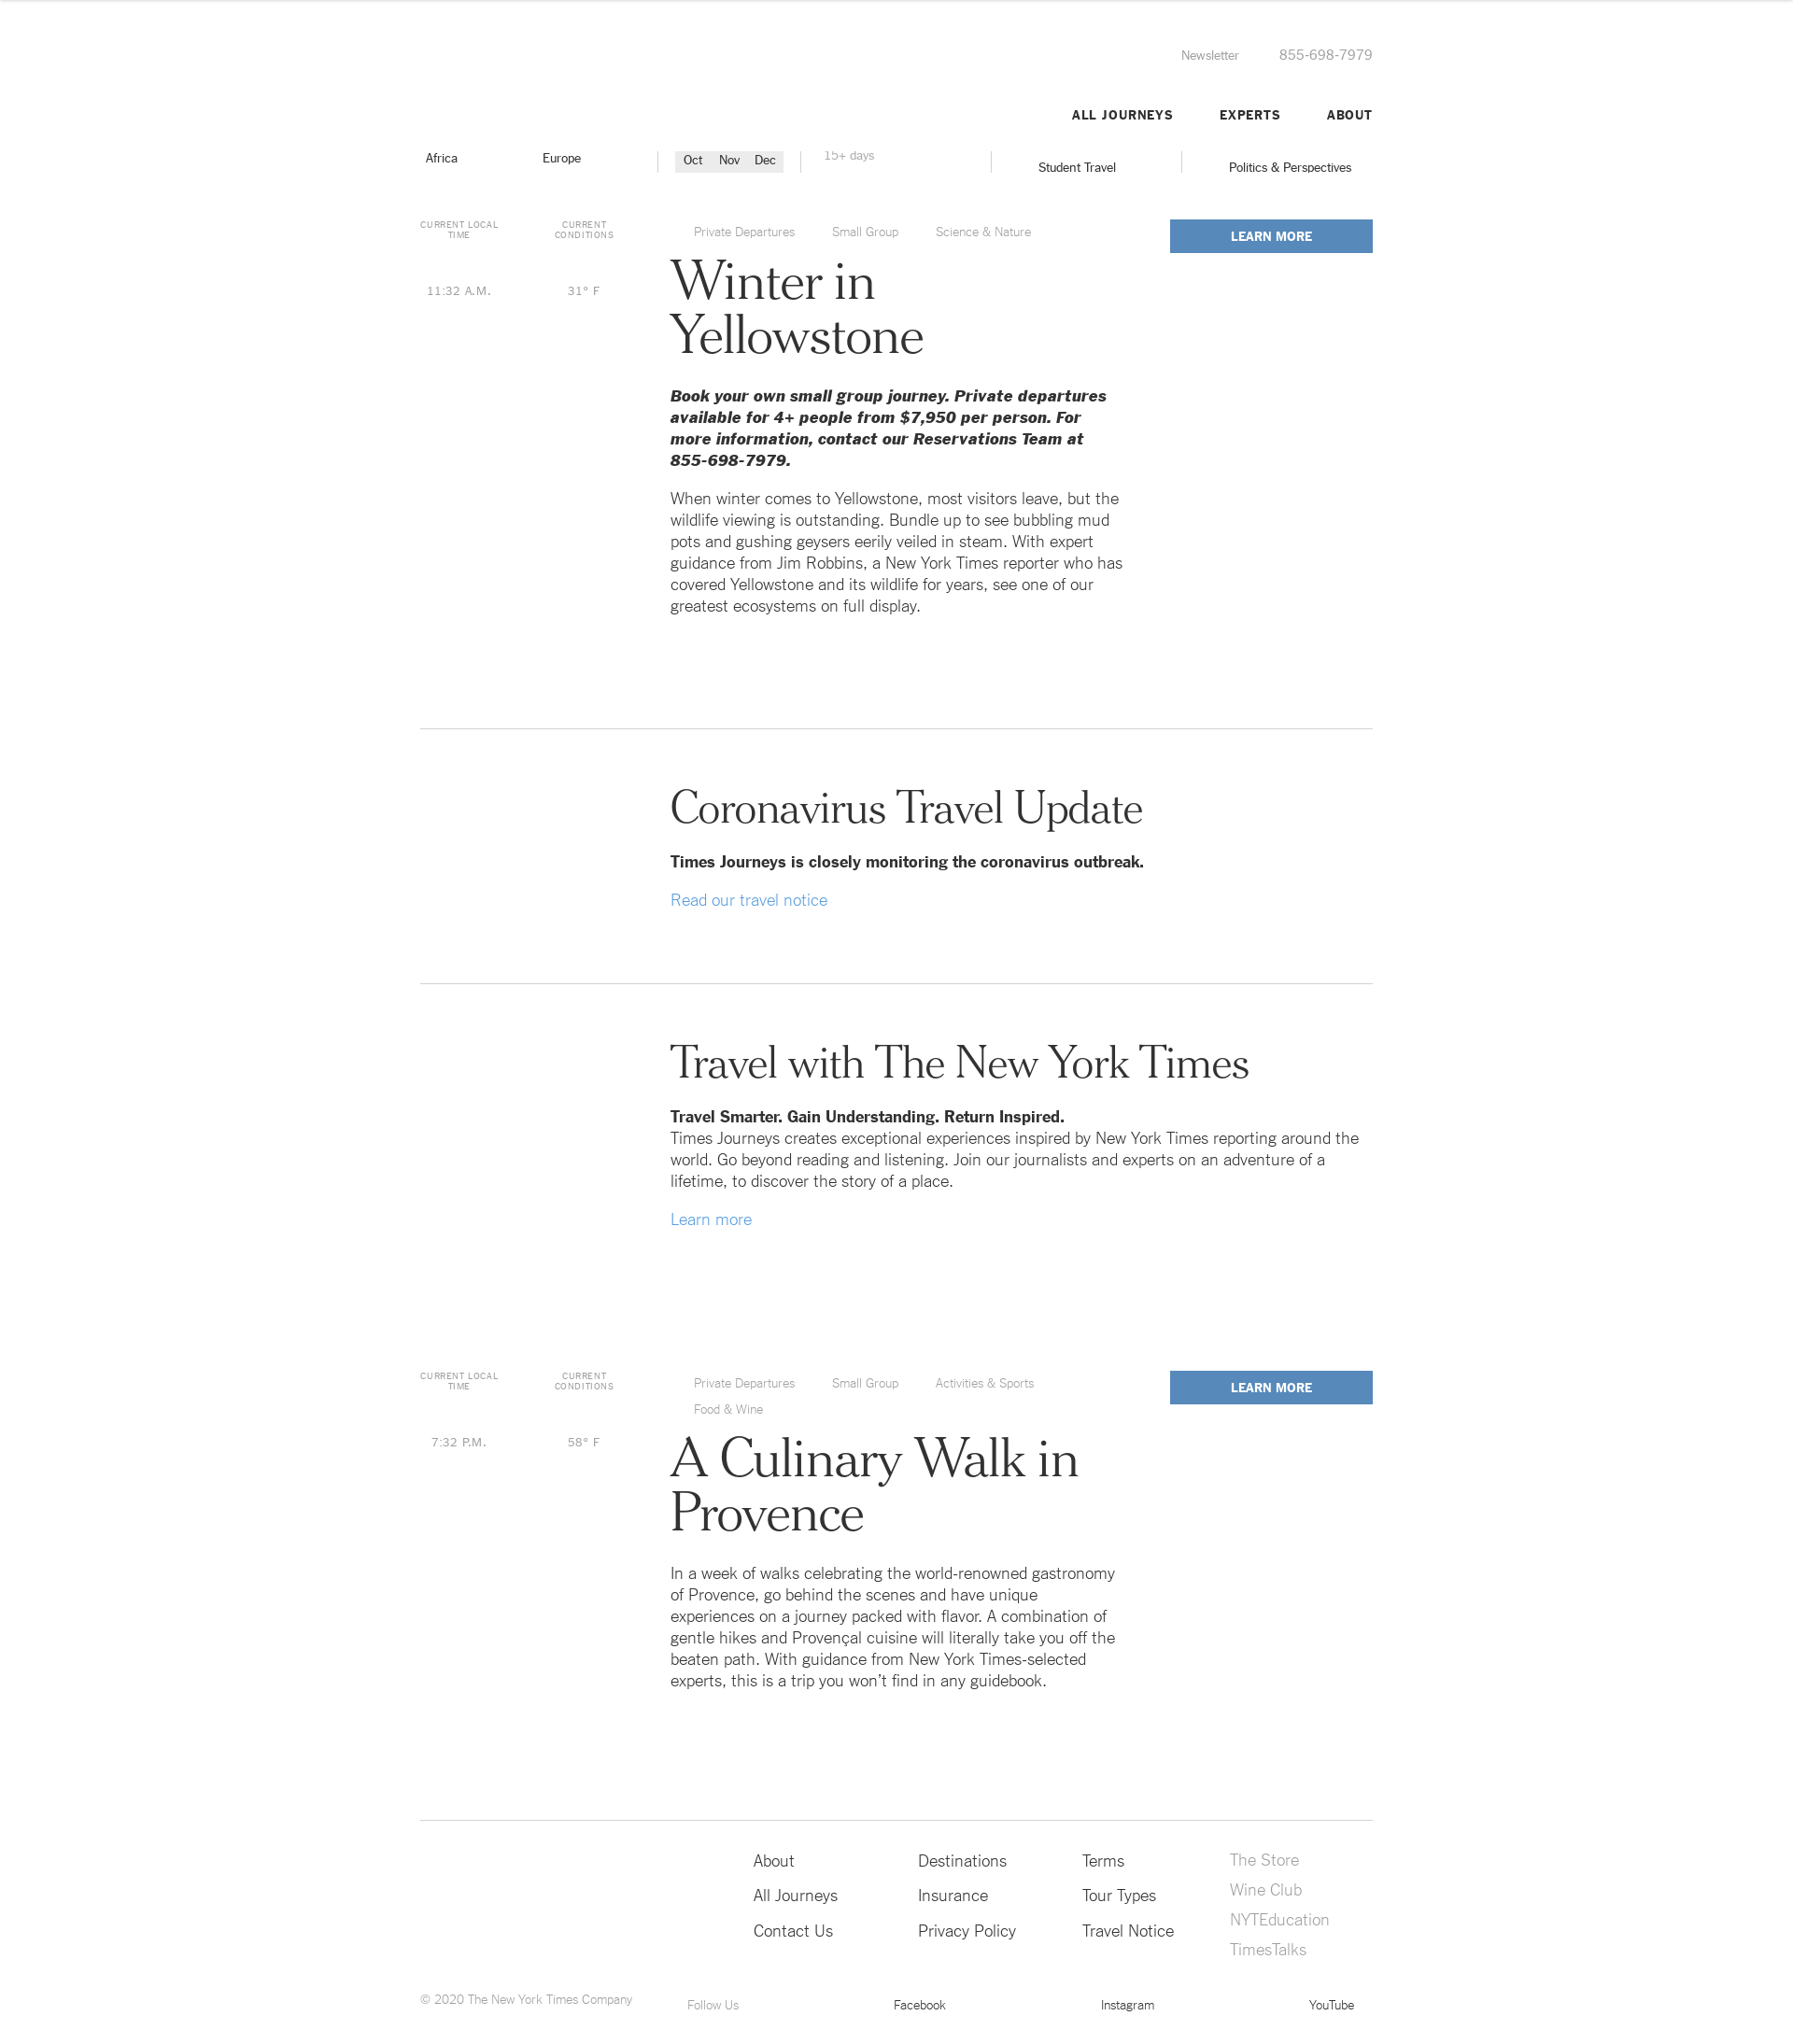 Newsletter
855-698-7979
ALL JOURNEYS
EXPERTS
ABOUT
Africa
Europe
Oct
Nov
Dec
15+ days
Student Travel
Politics & Perspectives
CURRENT LOCAL
TIME
11:32 A.M.
CURRENT
CONDITIONS
31° F
Private Departures
Small Group
Science & Nature
LEARN MORE
Winter in
Yellowstone
Book your own small group journey. Private departures
available for 4+ people from $7,950 per person. For
more information, contact our Reservations Team at
855-698-7979.
When winter comes to Yellowstone, most visitors leave, but the
wildlife viewing is outstanding. Bundle up to see bubbling mud
pots and gushing geysers eerily veiled in steam. With expert
guidance from Jim Robbins, a New York Times reporter who has
covered Yellowstone and its wildlife for years, see one of our
greatest ecosystems on full display.
Coronavirus Travel Update
Times Journeys is closely monitoring the coronavirus outbreak.
Read our travel notice
Travel with The New York Times
Travel Smarter. Gain Understanding. Return Inspired.
Times Journeys creates exceptional experiences inspired by New York Times reporting around the
world. Go beyond reading and listening. Join our journalists and experts on an adventure of a
lifetime, to discover the story of a place.
Learn more
CURRENT LOCAL
TIME
7:32 P.M.
CURRENT
CONDITIONS
58° F
Private Departures
Small Group
Activities & Sports
Food & Wine
LEARN MORE
A Culinary Walk in
Provence
In a week of walks celebrating the world-renowned gastronomy
of Provence, go behind the scenes and have unique
experiences on a journey packed with flavor. A combination of
gentle hikes and Provençal cuisine will literally take you off the
beaten path. With guidance from New York Times-selected
experts, this is a trip you won’t find in any guidebook.
About
All Journeys
Contact Us
Destinations
Insurance
Privacy Policy
Terms
Tour Types
Travel Notice
The Store
Wine Club
NYTEducation
TimesTalks
© 2020 The New York Times Company
Follow Us
Facebook
Instagram
YouTube